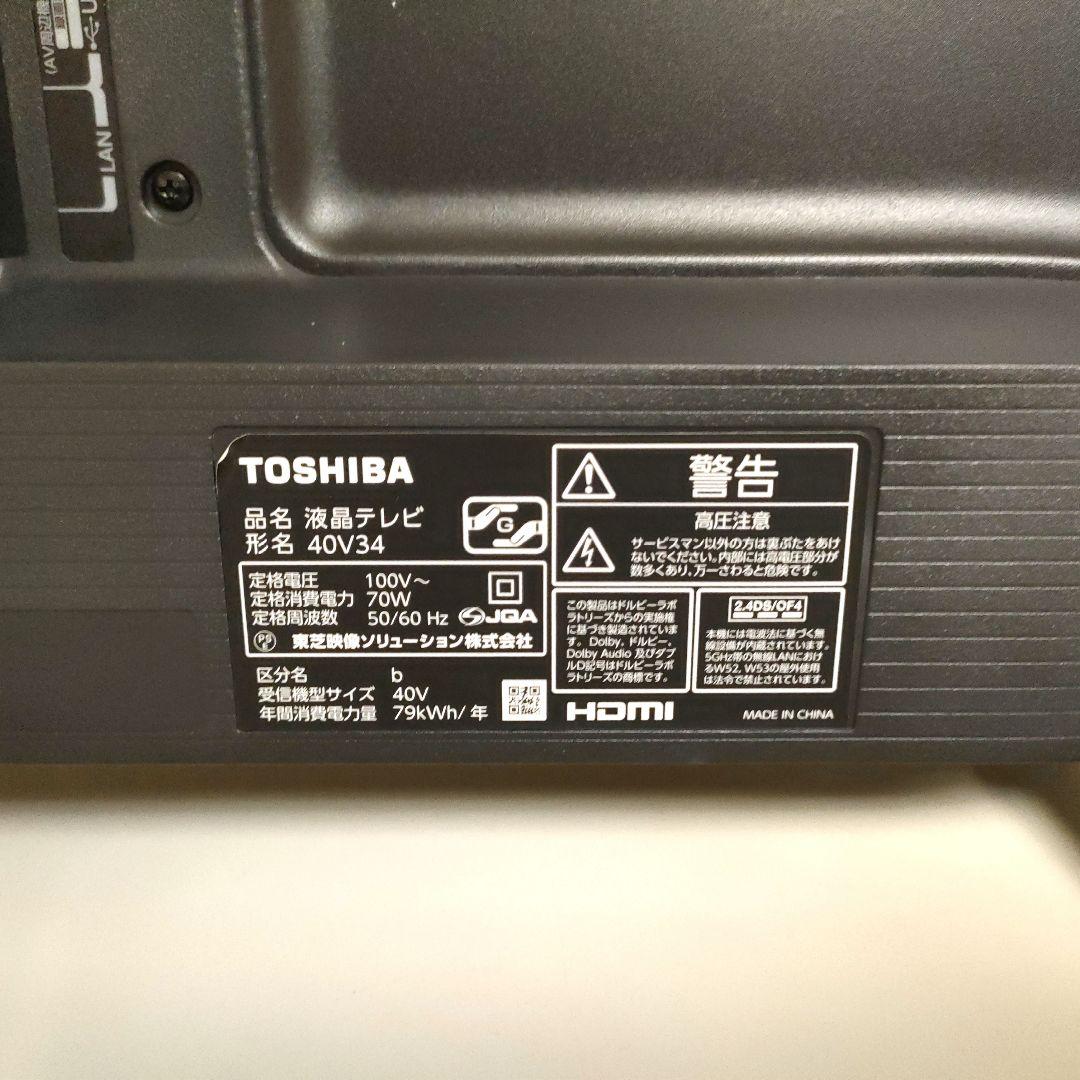 (AV周辺機
LAN
TOSHIBA
品名 液晶テレビ
形名 40V34
G
定格電圧 100V～
定格消費電力 70W
定格周波数 50/60 Hz
JQA
PS
E
東芝映像ソリューション株式会社
区分名 b
受信機型サイズ 40V
年間消費電力量 79kWh/年
警告
高圧注意
サービスマン以外の方は裏ぶたをあけ
ないでください。内部には高電圧部分が
数多くあり、万一さわると危険です。
この製品はドルビーラボ
ラトリーズからの実施権
に基づき製造されていま
す。Dolby、ドルビー、
Dolby Audio 及びダブ
ルD記号はドルビーラボ
ラトリーズの商標です。
2.4DS/OF4
本機には電波法に基づく無
線設備が内蔵されています。
5GHz帯の無線LANにおけ
るW52、W53の屋外使用
は法令で禁止されています。
HDMI
MADE IN CHINA